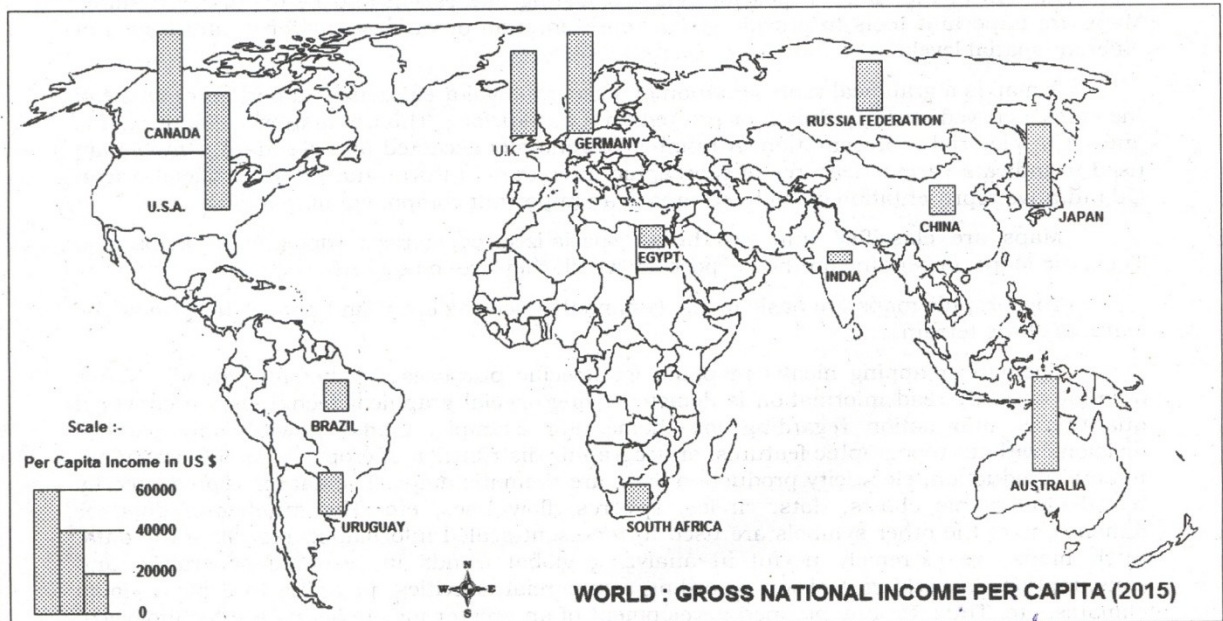 CANADA
U.K.
GERMANY
RUSSIA FEDERATION
U.S.A.
CHINA
JAPAN
EGYPT
INDIA
BRAZIL
Scale :-
Per Capita Income in US $
60000
40000
20000
0
URUGUAY
SOUTH AFRICA
AUSTRALIA
N
W
E
S
WORLD : GROSS NATIONAL INCOME PER CAPITA (2015)